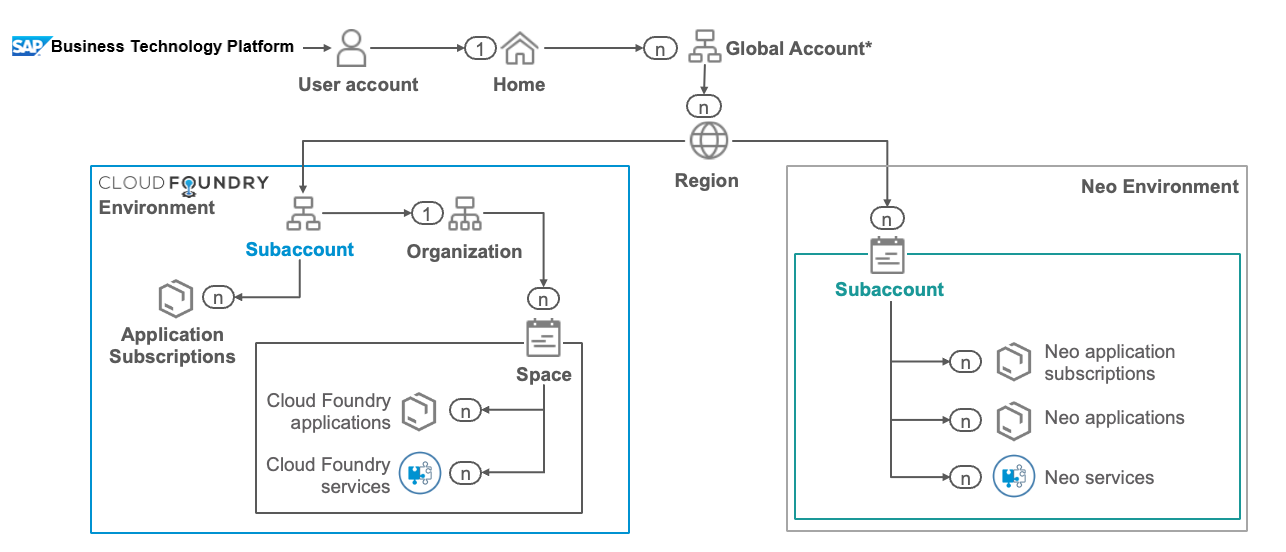 SAP Business Technology Platform
1
n
Global Account*
User account
Home
n
Region
CLOUD FOUNDRY
Environment
Neo Environment
1
n
Subaccount
Organization
n
n
Application
Subscriptions
Subaccount
Space
n
Neo application
subscriptions
Cloud Foundry
applications
n
n
Neo applications
Cloud Foundry
services
n
n
Neo services